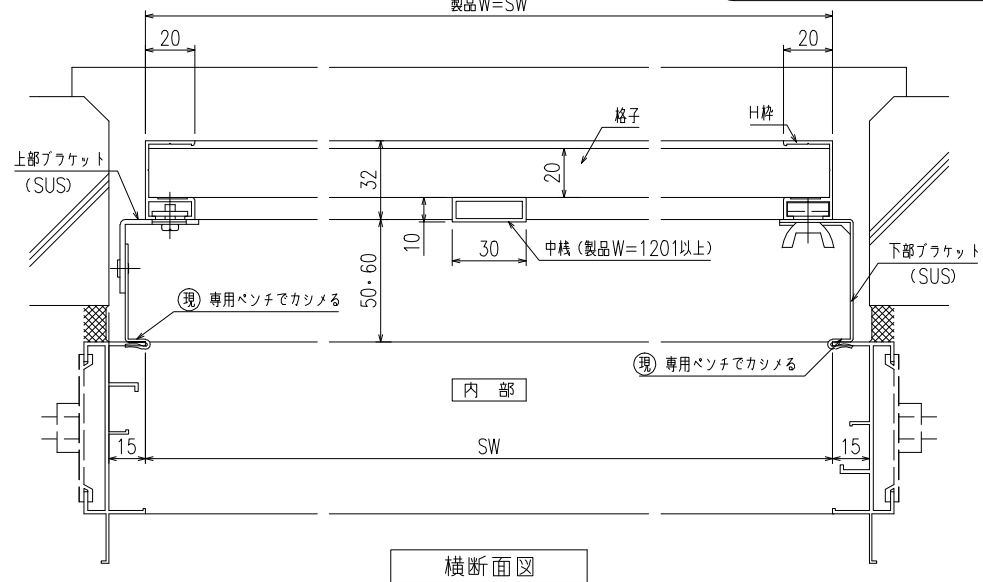 製品W=SW
20
20
格子
H枠
上部ブラケット
(SUS)
32
20
10
30
中桟(製品W=1201以上)
下部ブラケット
(SUS)
50・60
現 専用ペンチでカシメる
現 専用ペンチでカシメる
内 部
15
SW
15
横断面図